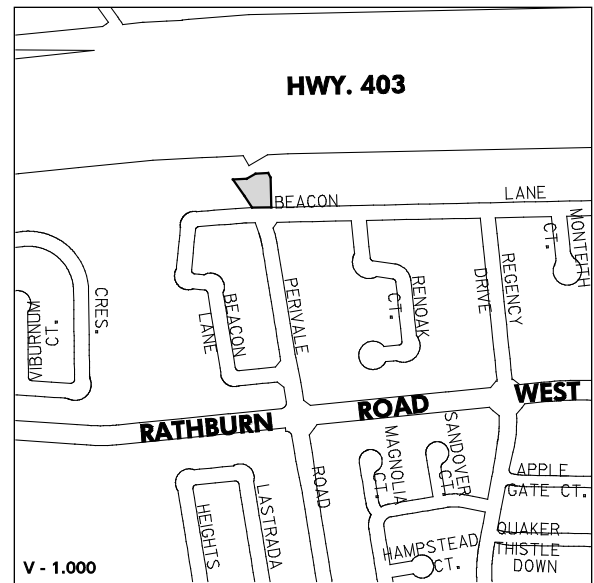 HWY. 403
BEACON LANE
MONTEITH
CT.
PERIVALE
RENOAK
CT.
DRIVE
REGENCY
CRES.
VIBURNUM
CT.
BEACON
LANE
RATHBURN ROAD WEST
MAGNOLIA
CT.
SANDOVER
CT.
ROAD
LASTRADA
HEIGHTS
APPLE
GATE CT.
QUAKER
THISTLE
DOWN
HAMPSTEAD
CT.
V - 1.000